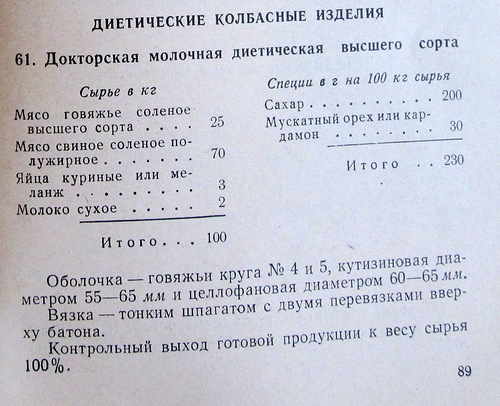 ДИЕТИЧЕСКИЕ КОЛБАСНЫЕ ИЗДЕЛИЯ
61. Докторская молочная диетическая высшего сорта
Сырье в кг
Мясо говяжье соленое
высшего сорта . . . . 25
Мясо свиное соленое по-
лужирное . . . . . . 70
Яйца куриные или ме-
ланж . . . . . . . . 3
Молоко сухое . . . . . 2
Итого . . . 100
Специи в г на 100 кг сырья
Сахар . . . . . . . . . 200
Мускатный орех или кар-
дамон . . . . . . . . 30
Итого . . 230
Оболочка — говяжьи круга № 4 и 5, кутизиновая диа-
метром 55—65 мм и целлофановая диаметром 60—65 мм.
Вязка — тонким шпагатом с двумя перевязками ввер-
ху батона.
Контрольный выход готовой продукции к весу сырья
100%.
89